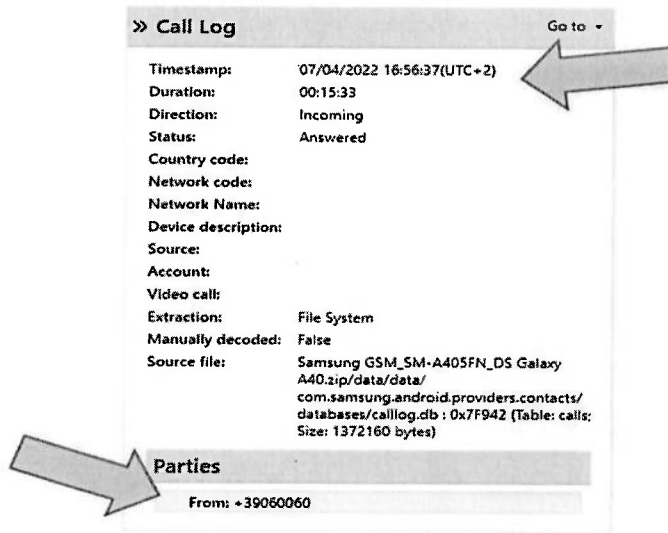 » Call Log Go to
Timestamp: 07/04/2022 16:56:37(UTC+2)
Duration: 00:15:33
Direction: Incoming
Status: Answered
Country code:
Network code:
Network Name:
Device description:
Source:
Account:
Video call:
Extraction: File System
Manually decoded: False
Source file: Samsung GSM_SM-A405FN_DS Galaxy
A40.zip/data/data/
com.samsung.android.providers.contacts/
databases/calllog.db : 0x7F942 (Table: calls;
Size: 1372160 bytes)
Parties
From: +39060060